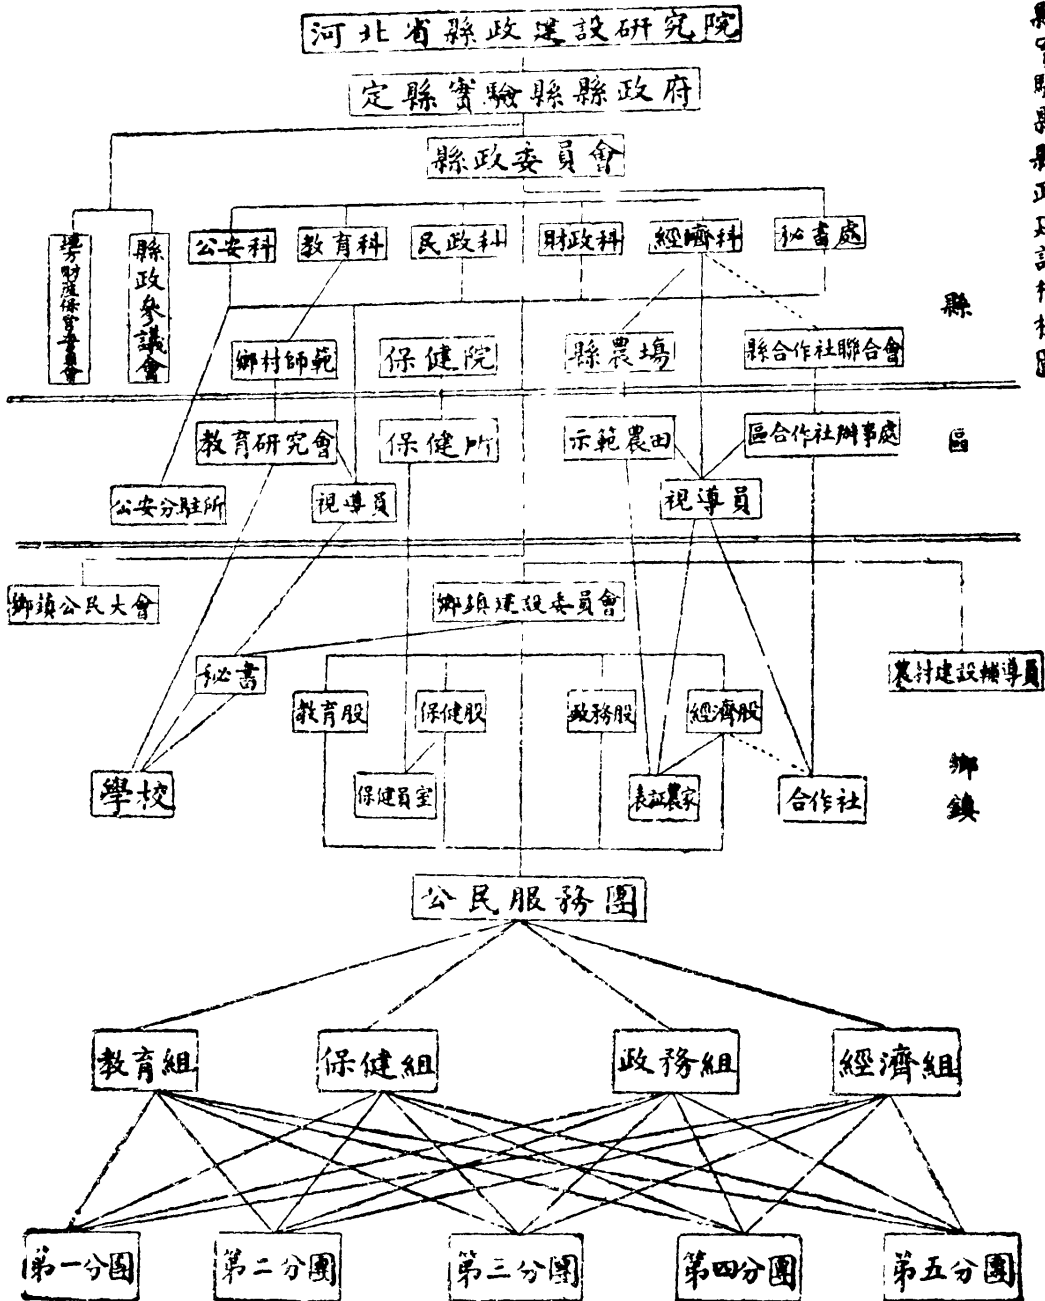 河北省縣政建設研究院
定縣實驗縣縣政府
縣政委員會
公安科
教育科
民政科
財政科
經濟科
秘書處
縣政參議會
縣
鄉村師範
保健院
縣農場
縣合作社聯合會
教育研究會
保健所
示範農田
區合作社辦事處
區
公安分駐所
視導員
視導員
鄉鎮公民大會
鄉鎮建設委員會
秘書
農村建設輔導員
教育股
保健股
政務股
經濟股
學校
保健員室
表証農家
合作社
鄉鎮
公民服務團
教育組
保健組
政務組
經濟組
第一分團
第二分團
第三分團
第四分團
第五分團